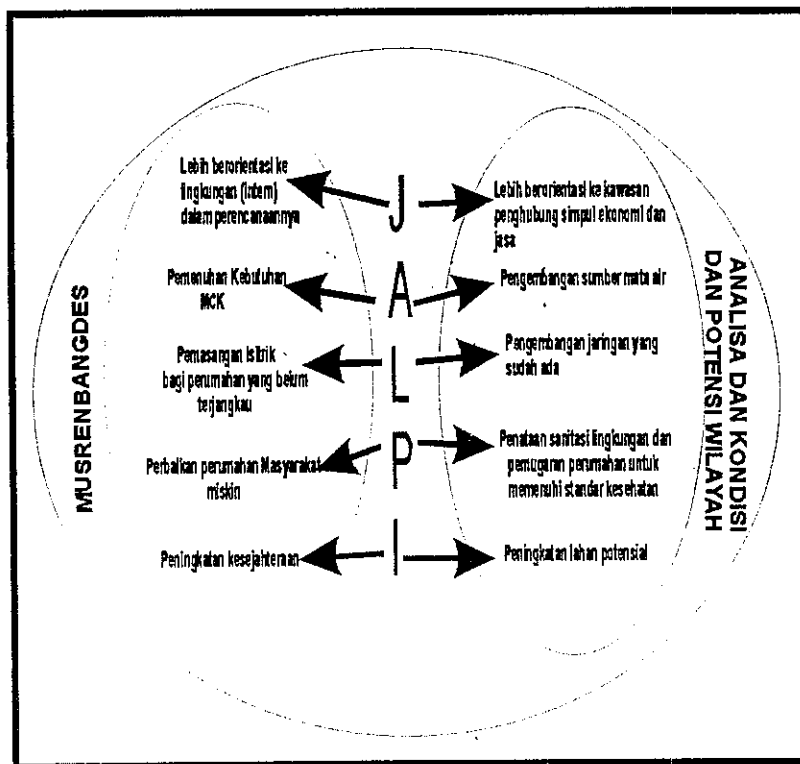 MUSRENBANGDES
Lebih berorientasi ke
lingkungan (intern)
dalam perencanaannya
Pemenuhan Kebutuhan
MCK
Pemasangan listrik
bagi perumahan yang belum
terjangkau
Perbaikan perumahan Masyarakat
miskin
Peningkatan kesejahteraan
J
A
L
P
I
Lebih berorientasi ke kawasan
penghubung simpul ekonomi dan
jasa
Pengembangan sumber mata air
Pengembangan jaringan yang
sudah ada
Penataan sanitasi lingkungan dan
pemugaran perumahan untuk
memenuhi standar kesehatan
Peningkatan lahan potensial
ANALISA DAN KONDISI
DAN POTENSI WILAYAH